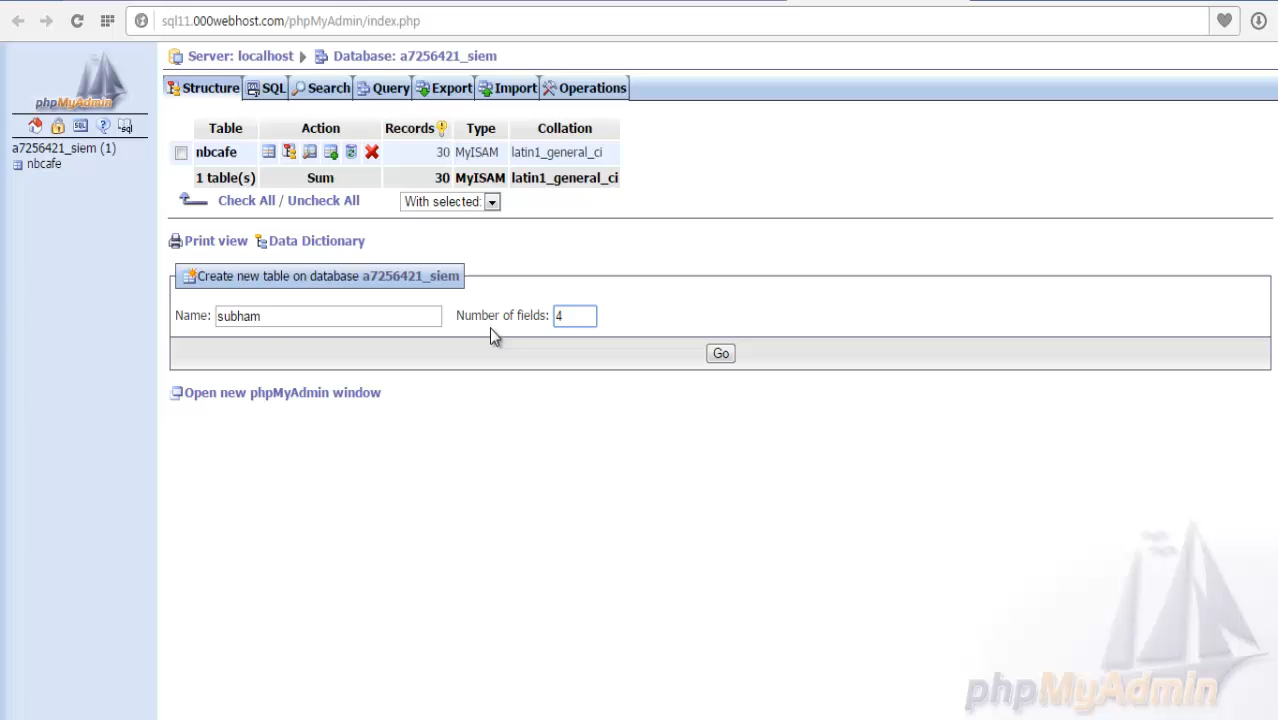 sql11.000webhost.com/phpMyAdmin/index.php
phpMyAdmin
SQL
sql
a7256421_siem (1)
nbcafe
Server: localhost Database: a7256421_siem
Structure SQL Search Query Export Import Operations
Table Action Records Type Collation
nbcafe 30 MyISAM latin1_general_ci
1 table(s) Sum 30 MyISAM latin1_general_ci
Check All / Uncheck All With selected:
Print view Data Dictionary
Create new table on database a7256421_siem
Name: subham Number of fields: 4
Go
Open new phpMyAdmin window
phpMyAdmin